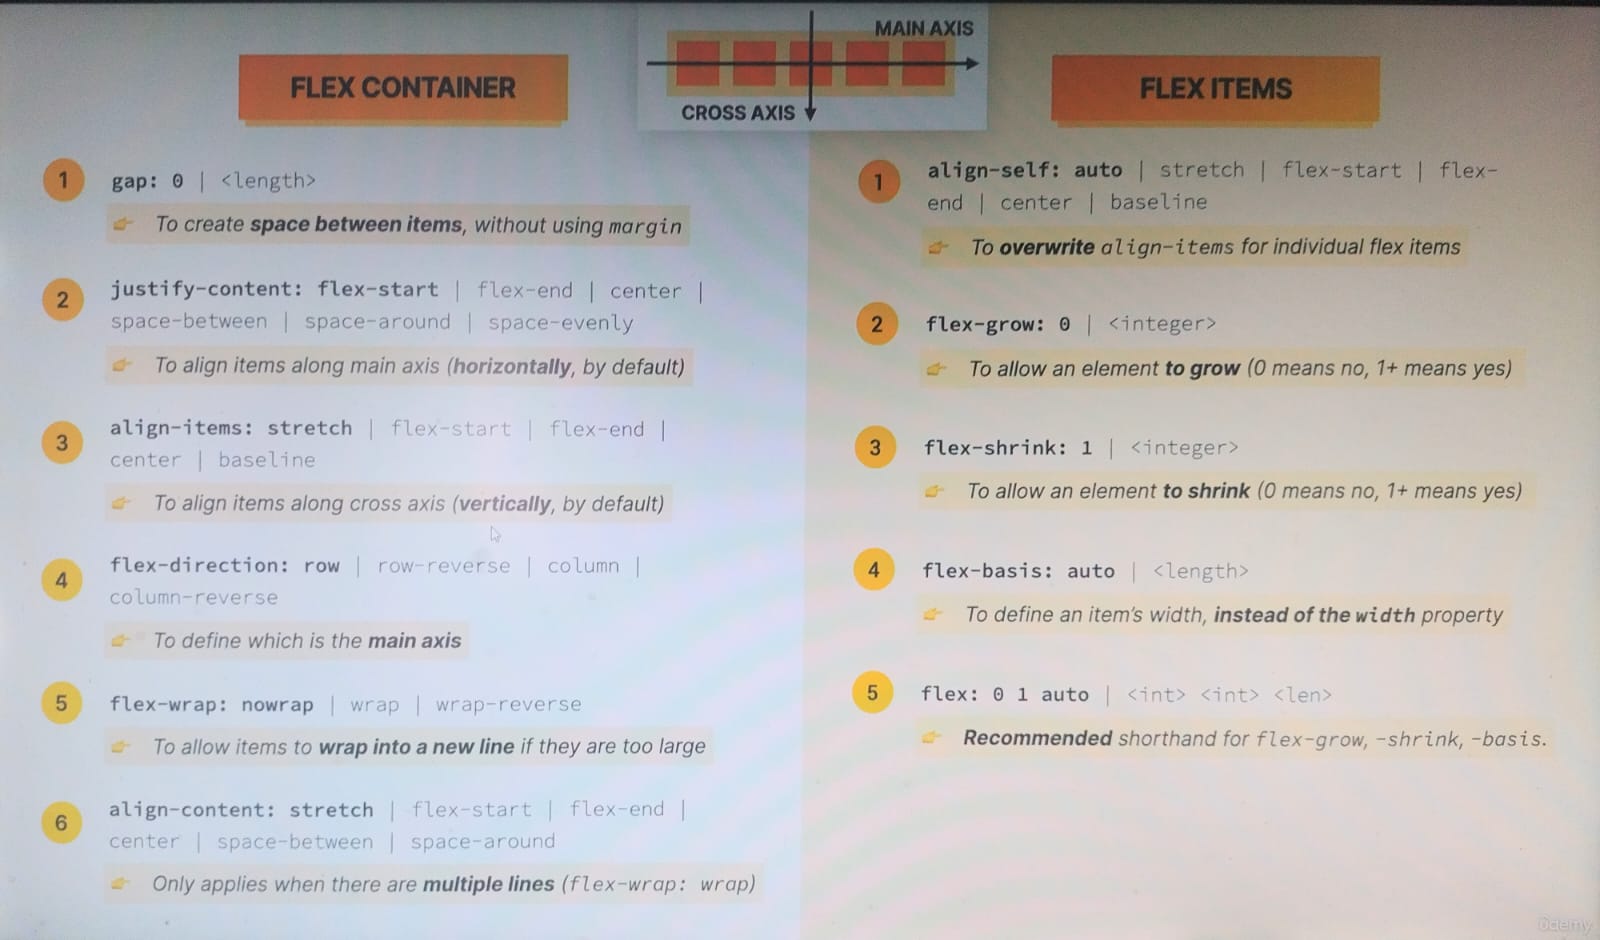 MAIN AXIS
CROSS AXIS
FLEX CONTAINER
1
gap: 0 | <length>
To create space between items, without using margin
2
justify-content: flex-start | flex-end | center |
space-between | space-around | space-evenly
To align items along main axis (horizontally, by default)
3
align-items: stretch | flex-start | flex-end |
center | baseline
To align items along cross axis (vertically, by default)
4
flex-direction: row | row-reverse | column |
column-reverse
To define which is the main axis
5
flex-wrap: nowrap | wrap | wrap-reverse
To allow items to wrap into a new line if they are too large
6
align-content: stretch | flex-start | flex-end |
center | space-between | space-around
Only applies when there are multiple lines (flex-wrap: wrap)
FLEX ITEMS
1
align-self: auto | stretch | flex-start | flex-
end | center | baseline
To overwrite align-items for individual flex items
2
flex-grow: 0 | <integer>
To allow an element to grow (0 means no, 1+ means yes)
3
flex-shrink: 1 | <integer>
To allow an element to shrink (0 means no, 1+ means yes)
4
flex-basis: auto | <length>
To define an item's width, instead of the width property
5
flex: 0 1 auto | <int> <int> <len>
Recommended shorthand for flex-grow, -shrink, -basis.
ûdemy